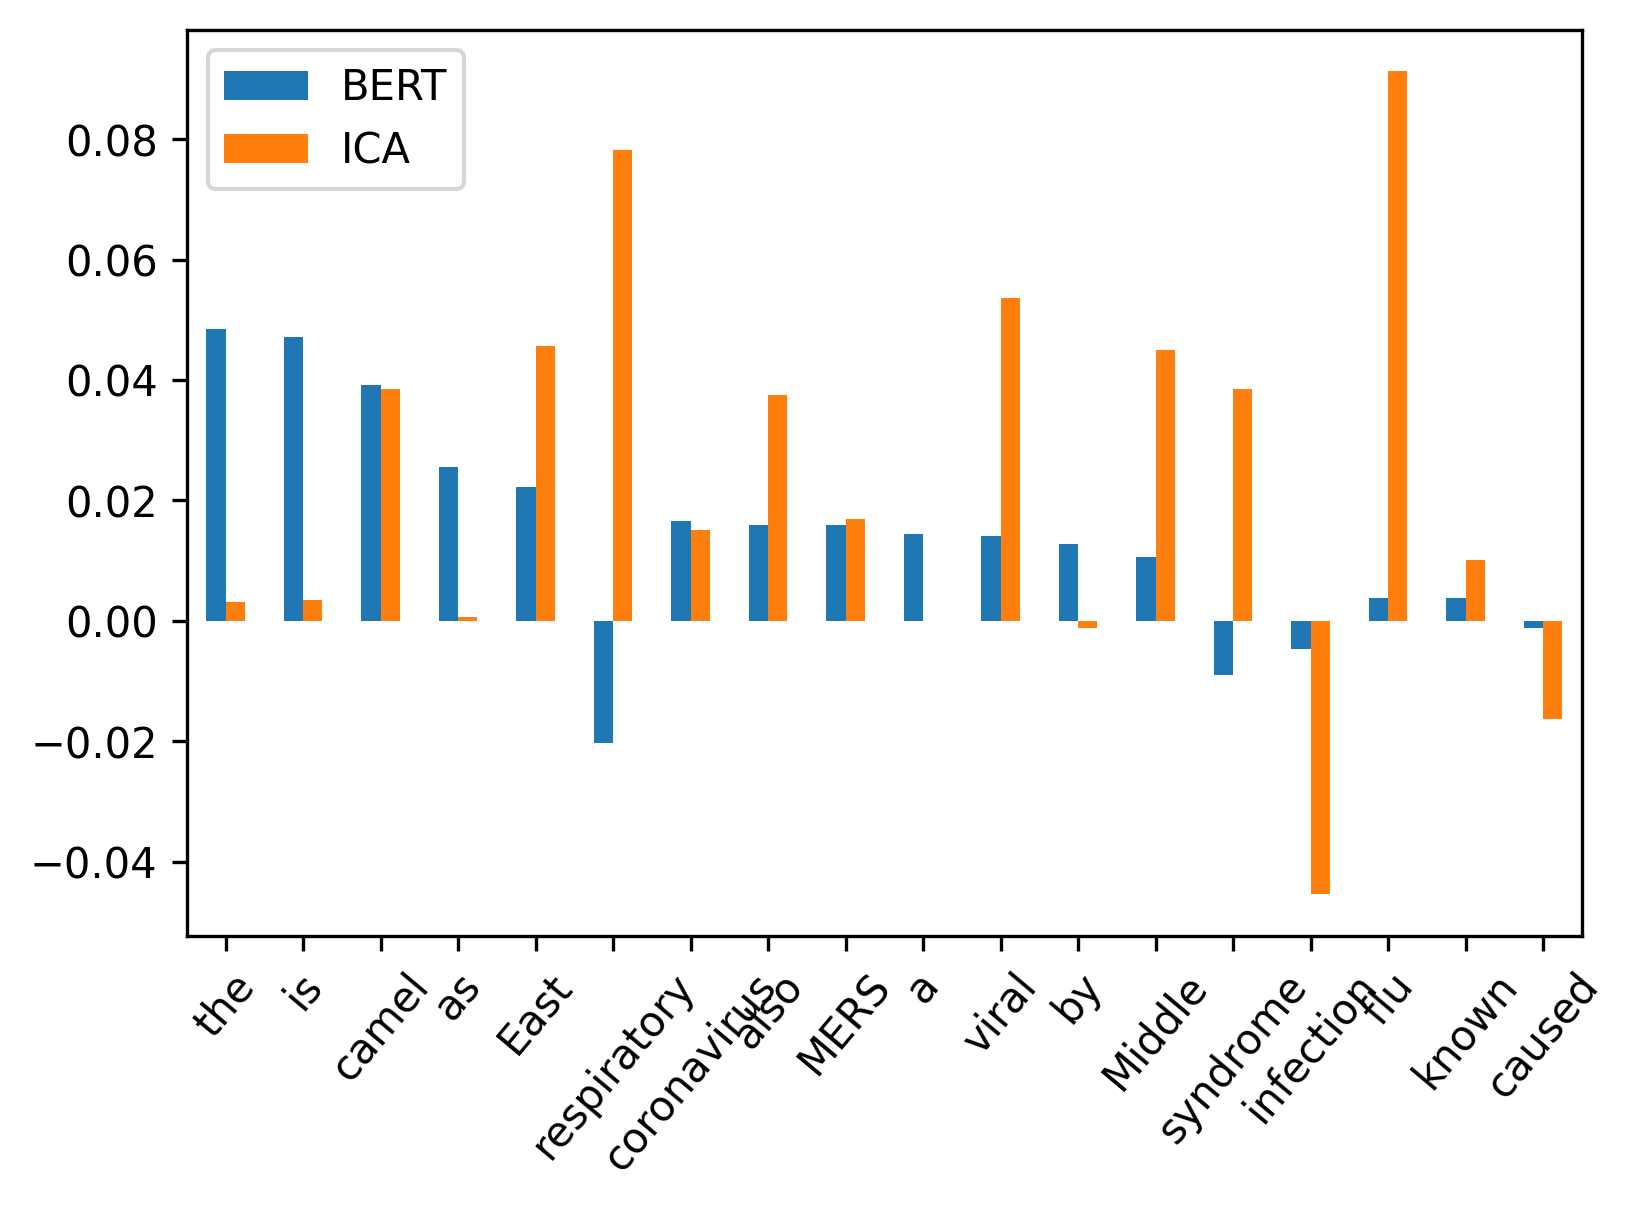 BERT
ICA
0.08
0.06
0.04
0.02
0.00
−0.02
−0.04
the
is
camel
as
East
respiratory
coronavirus
also
MERS
a
viral
by
Middle
syndrome
infection
flu
known
caused